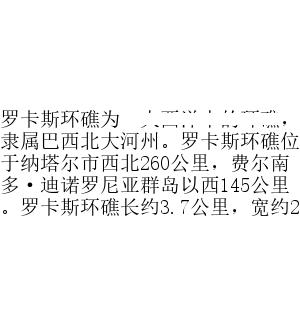 罗卡斯环礁为
隶属巴西北大河州。罗卡斯环礁位
于纳塔尔市西北260公里，费尔南
多·迪诺罗尼亚群岛以西145公里
。罗卡斯环礁长约3.7公里，宽约2